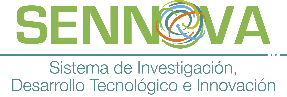 SENNOVA
Sistema de Investigación,
Desarrollo Tecnológico e Innovación